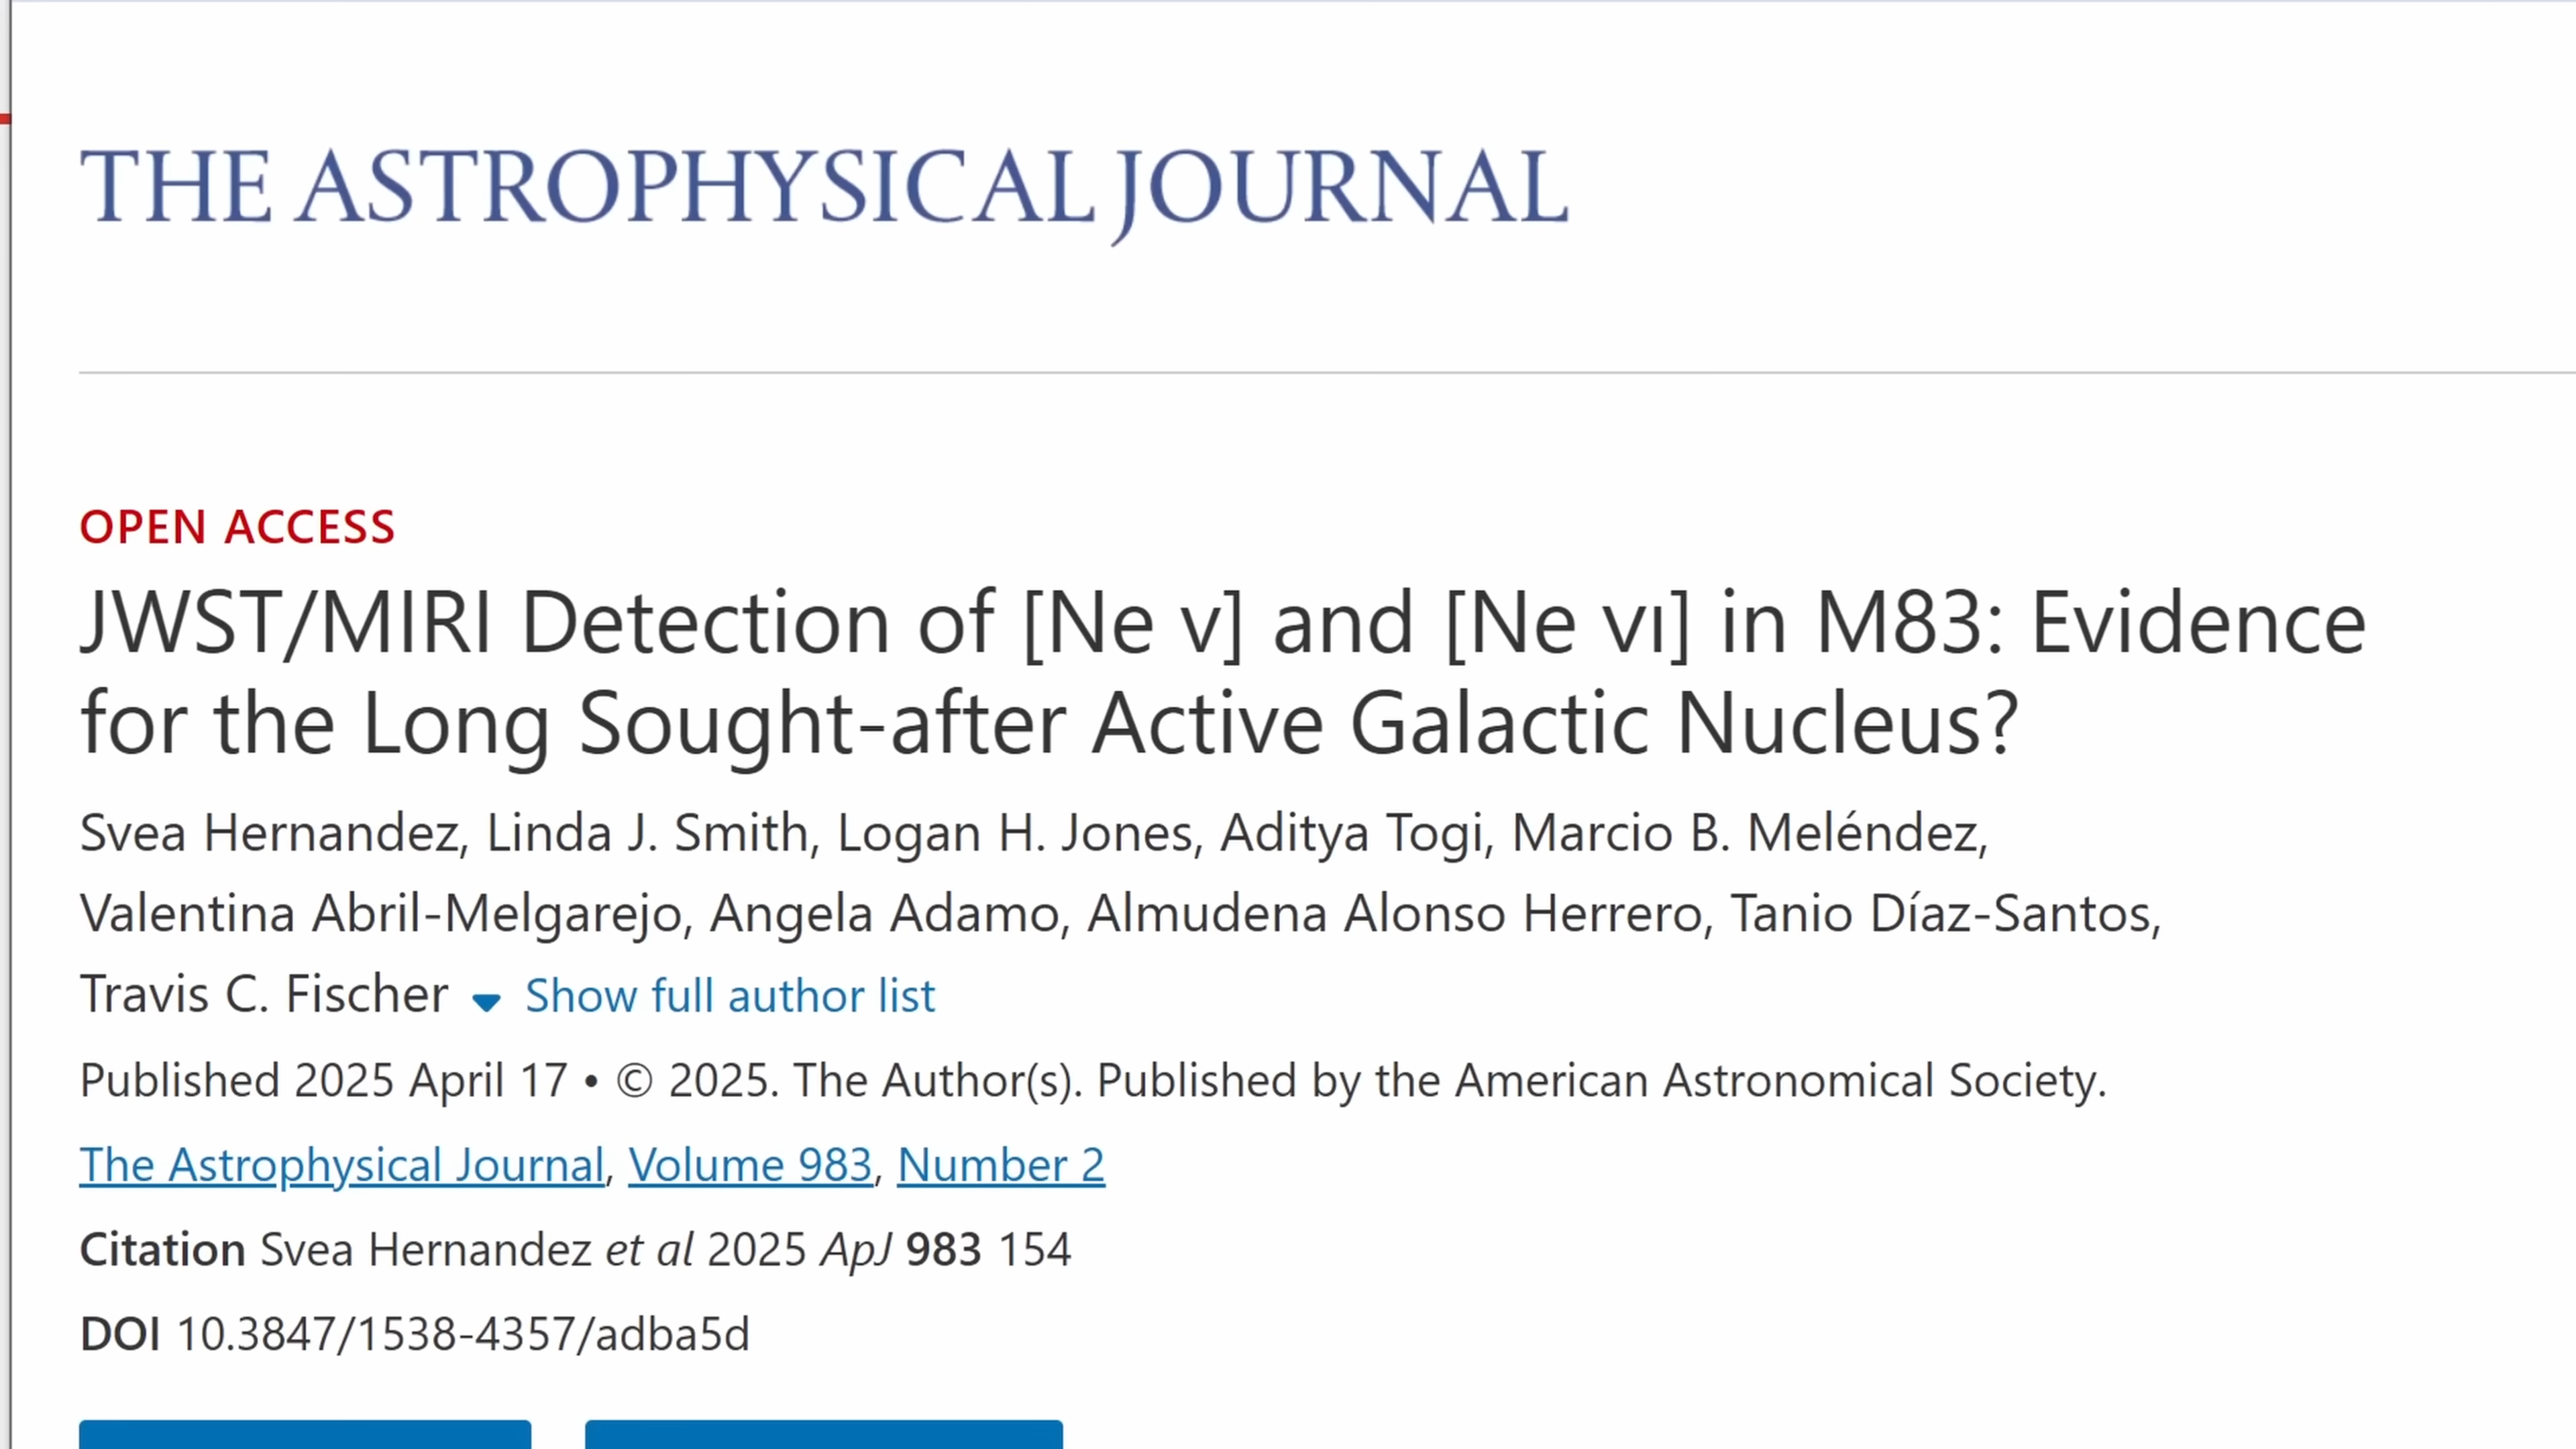 THE ASTROPHYSICAL JOURNAL
OPEN ACCESS
JWST/MIRI Detection of [Ne v] and [Ne vı] in M83: Evidence
for the Long Sought-after Active Galactic Nucleus?
Svea Hernandez, Linda J. Smith, Logan H. Jones, Aditya Togi, Marcio B. Meléndez,
Valentina Abril-Melgarejo, Angela Adamo, Almudena Alonso Herrero, Tanio Díaz-Santos,
Travis C. Fischer Show full author list
Published 2025 April 17 • © 2025. The Author(s). Published by the American Astronomical Society.
The Astrophysical Journal, Volume 983, Number 2
Citation Svea Hernandez et al 2025 ApJ 983 154
DOI 10.3847/1538-4357/adba5d